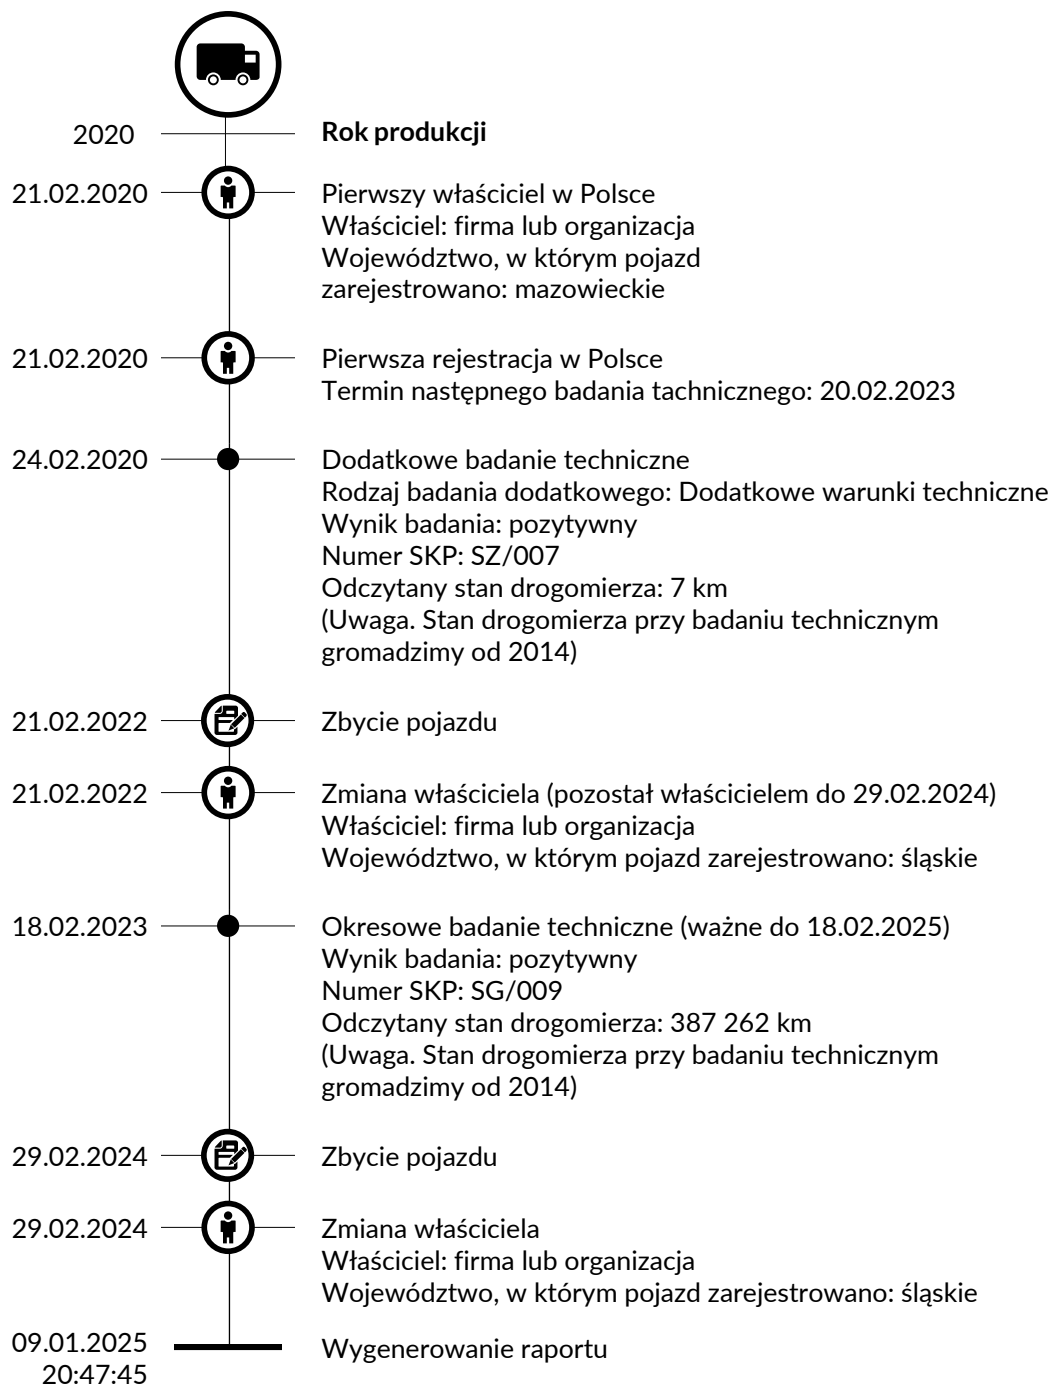 2020
Rok produkcji
21.02.2020
Pierwszy właściciel w Polsce
Właściciel: firma lub organizacja
Województwo, w którym pojazd
zarejestrowano: mazowieckie
21.02.2020
Pierwsza rejestracja w Polsce
Termin następnego badania tachnicznego: 20.02.2023
24.02.2020
Dodatkowe badanie techniczne
Rodzaj badania dodatkowego: Dodatkowe warunki techniczne
Wynik badania: pozytywny
Numer SKP: SZ/007
Odczytany stan drogomierza: 7 km
(Uwaga. Stan drogomierza przy badaniu technicznym
gromadzimy od 2014)
21.02.2022
Zbycie pojazdu
21.02.2022
Zmiana właściciela (pozostał właścicielem do 29.02.2024)
Właściciel: firma lub organizacja
Województwo, w którym pojazd zarejestrowano: śląskie
18.02.2023
Okresowe badanie techniczne (ważne do 18.02.2025)
Wynik badania: pozytywny
Numer SKP: SG/009
Odczytany stan drogomierza: 387 262 km
(Uwaga. Stan drogomierza przy badaniu technicznym
gromadzimy od 2014)
29.02.2024
Zbycie pojazdu
29.02.2024
Zmiana właściciela
Właściciel: firma lub organizacja
Województwo, w którym pojazd zarejestrowano: śląskie
09.01.2025
20:47:45
Wygenerowanie raportu